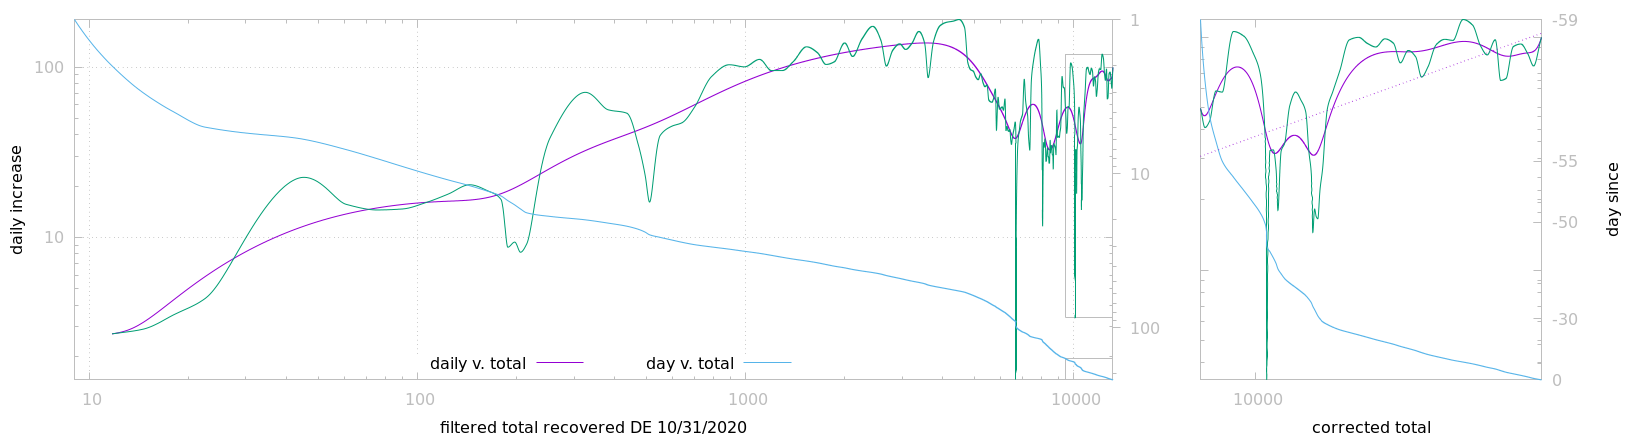 daily increase
100
10
1
10
100
daily v. total
day v. total
10
100
1000
10000
filtered total recovered DE 10/31/2020
-59
-55
-50
-30
0
day since
10000
corrected total